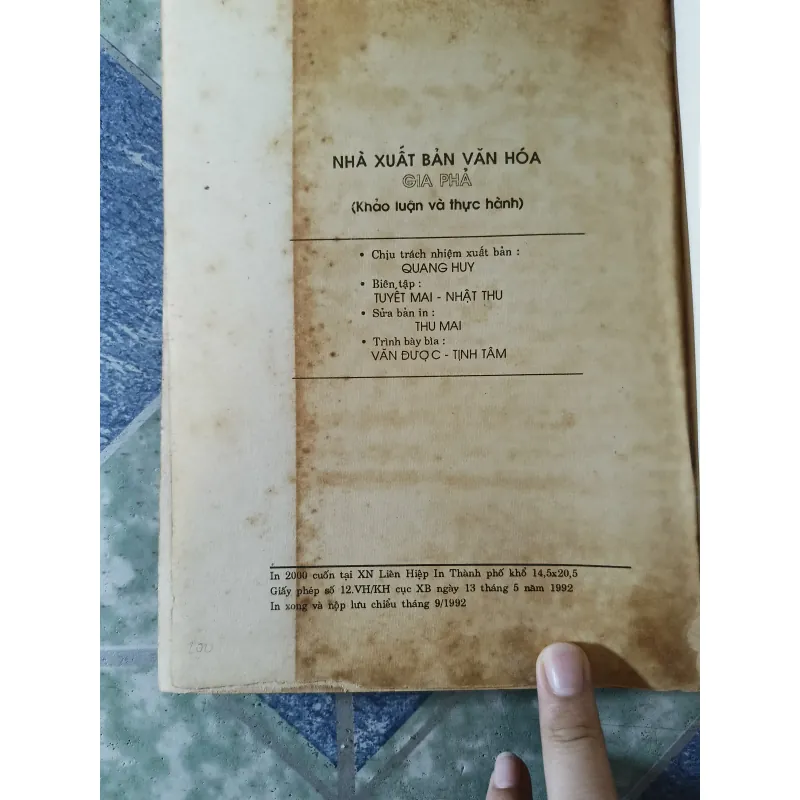 NHÀ XUẤT BẢN VĂN HÓA
GIA PHẢ
(Khảo luận và thực hành)
• Chịu trách nhiệm xuất bản :
QUANG HUY
• Biên tập :
TUYẾT MAI - NHẬT THU
• Sửa bản in :
THU MAI
• Trình bày bìa :
VĂN ĐƯỢC - TỊNH TÂM
In 2000 cuốn tại XN Liên Hiệp In Thành phố khổ 14,5x20,5
Giấy phép số 12.VH/KH cục XB ngày 13 tháng 5 năm 1992
In xong và nộp lưu chiểu tháng 9/1992